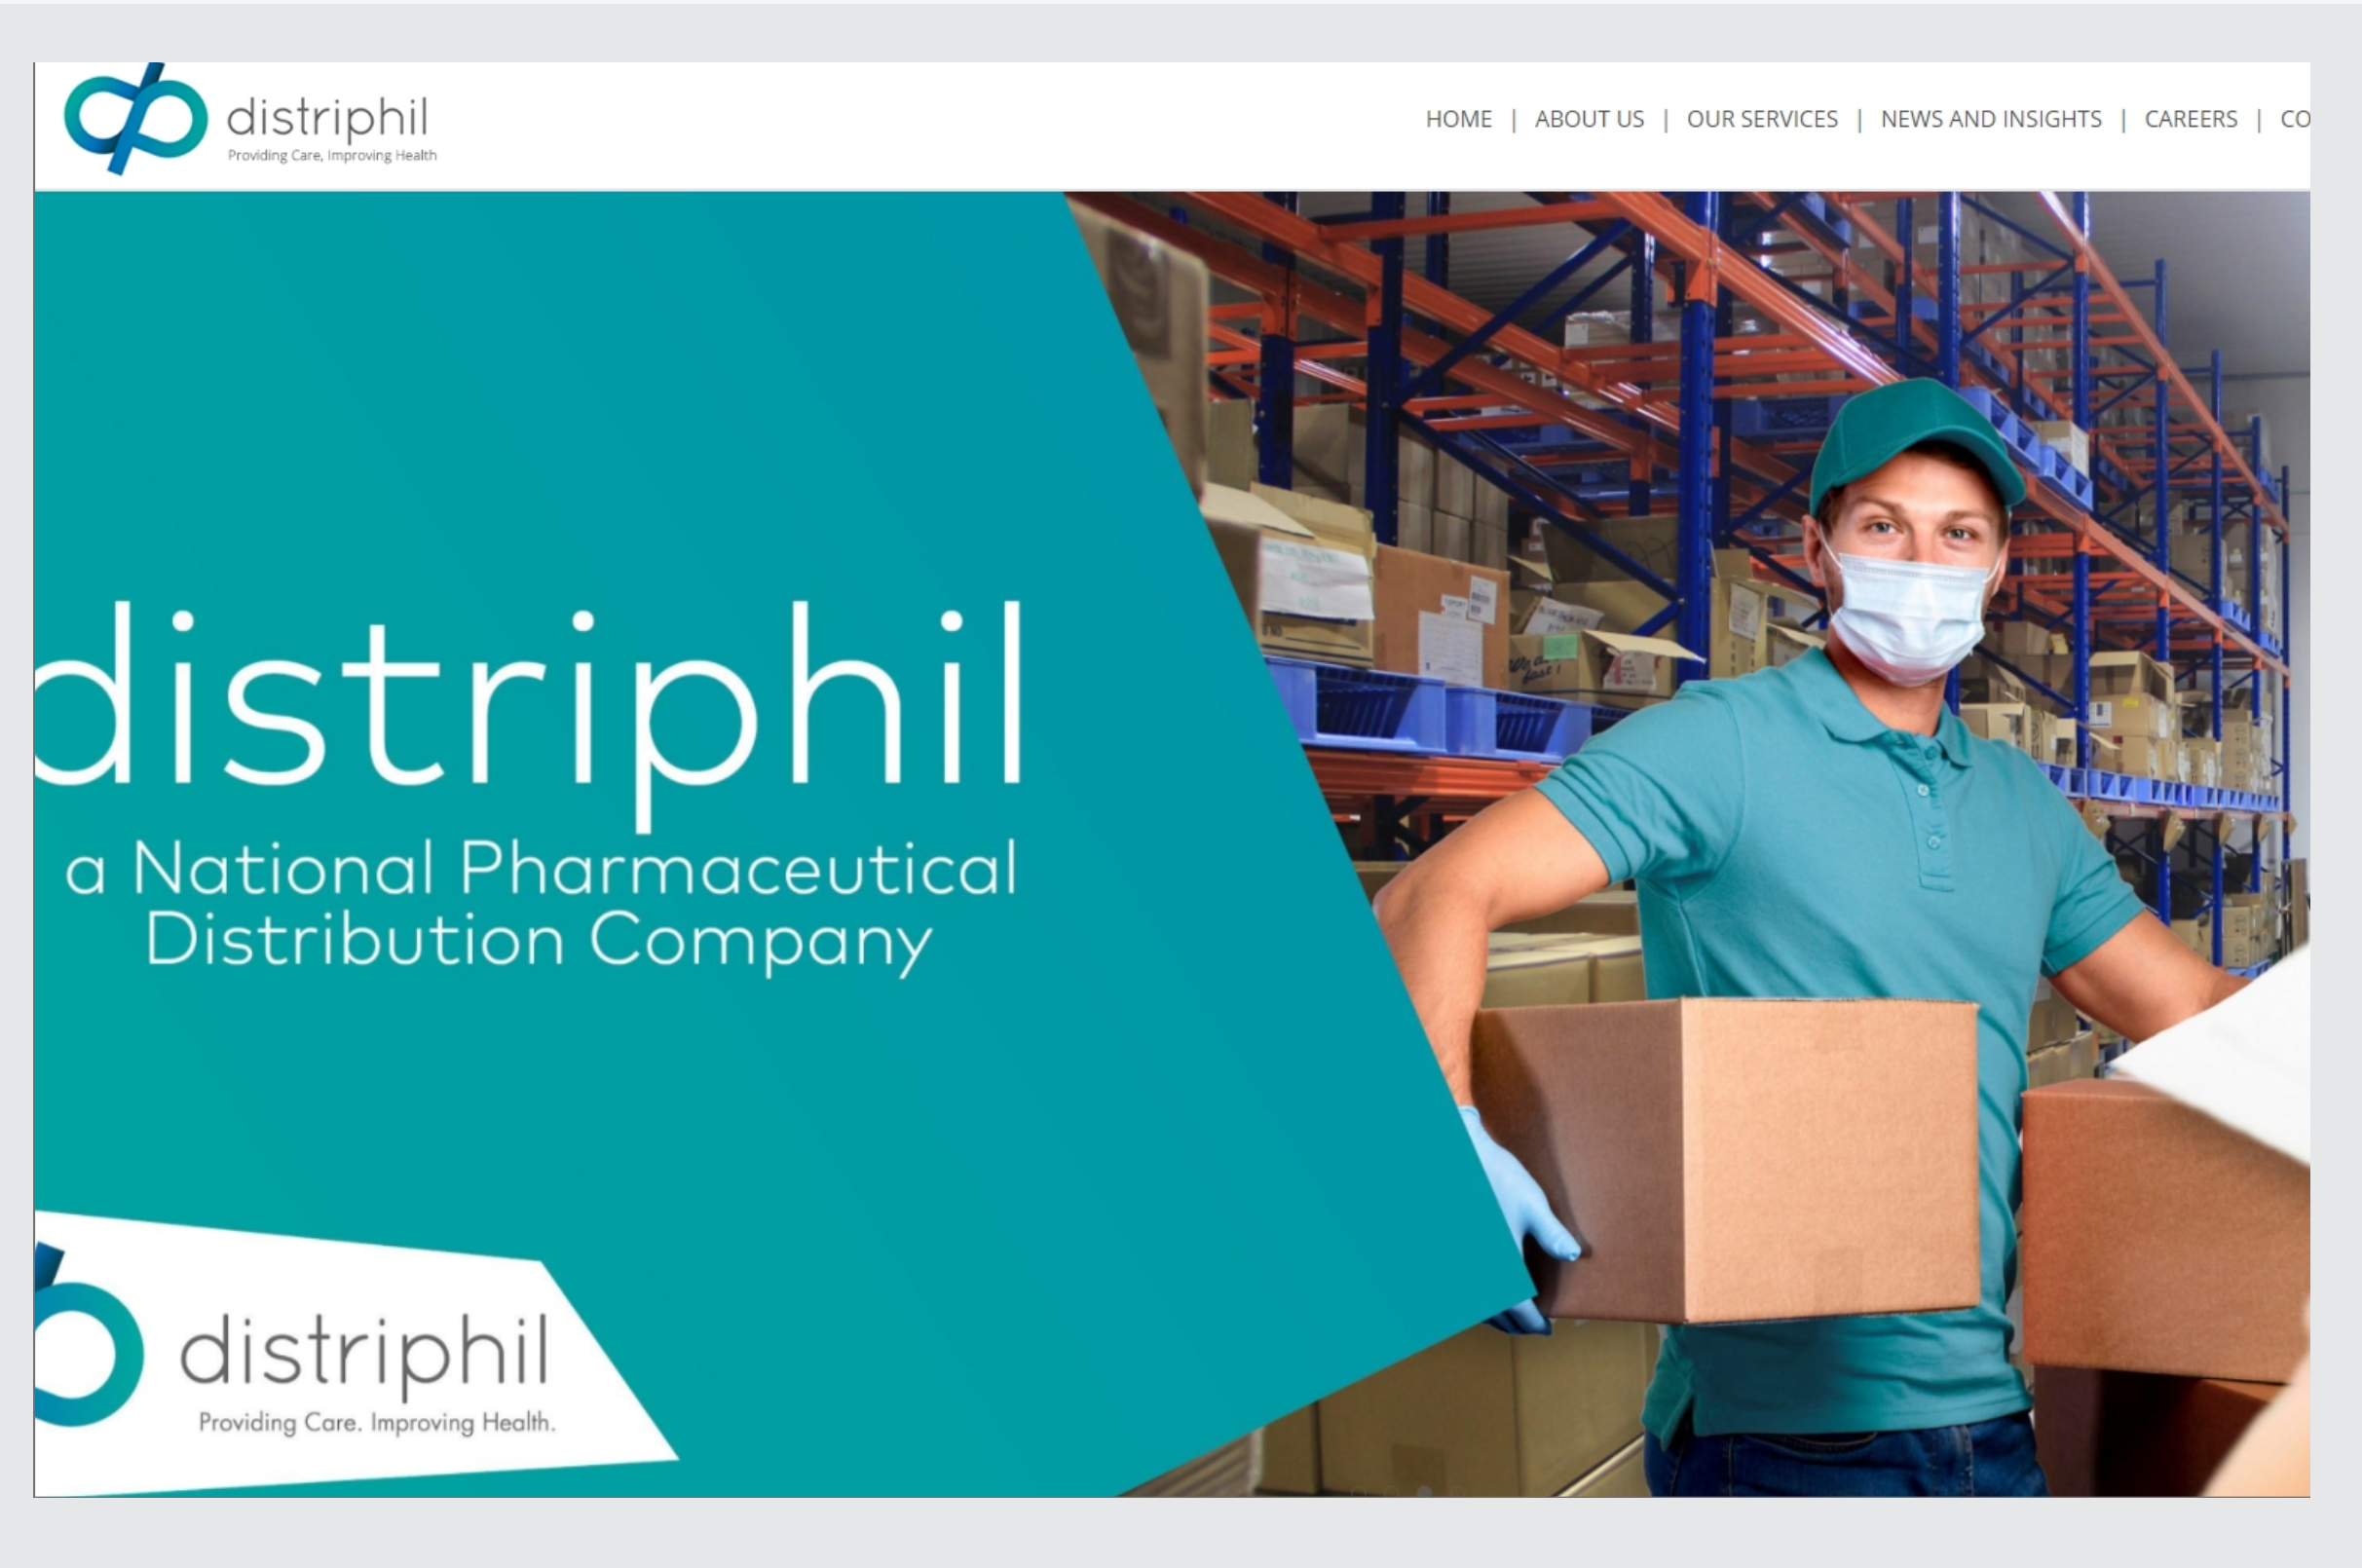 distriphil
Providing Care, Improving Health
HOME | ABOUT US | OUR SERVICES | NEWS AND INSIGHTS | CAREERS | CO
distriphil
a National Pharmaceutical
Distribution Company
EXPORT
distriphil
Providing Care. Improving Health.